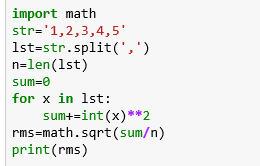 import math
str='1,2,3,4,5'
lst=str.split(',')
n=len(lst)
sum=0
for x in lst:
    sum+=int(x)**2
rms=math.sqrt(sum/n)
print(rms)